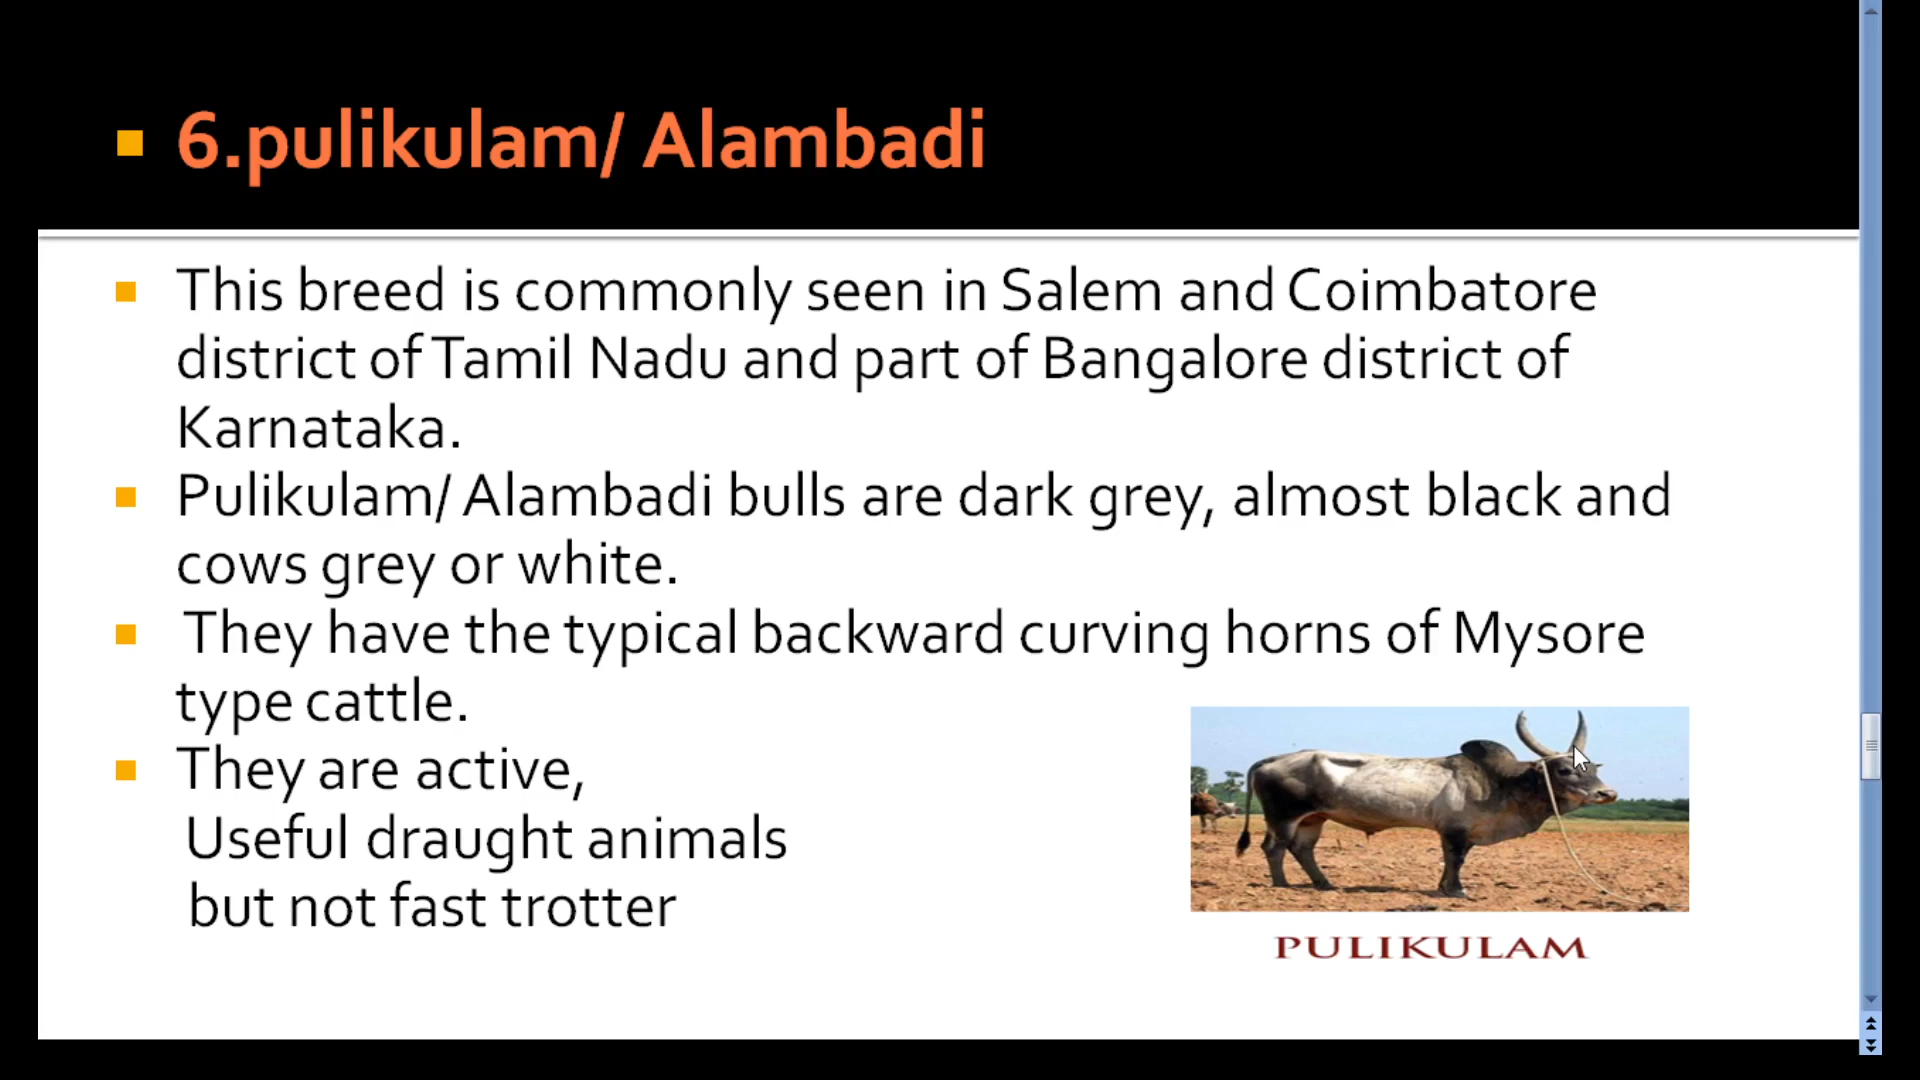 6.pulikulam/ Alambadi
This breed is commonly seen in Salem and Coimbatore
district of Tamil Nadu and part of Bangalore district of
Karnataka.
Pulikulam/ Alambadi bulls are dark grey, almost black and
cows grey or white.
They have the typical backward curving horns of Mysore
type cattle.
They are active,
Useful draught animals
but not fast trotter
PULIKULAM